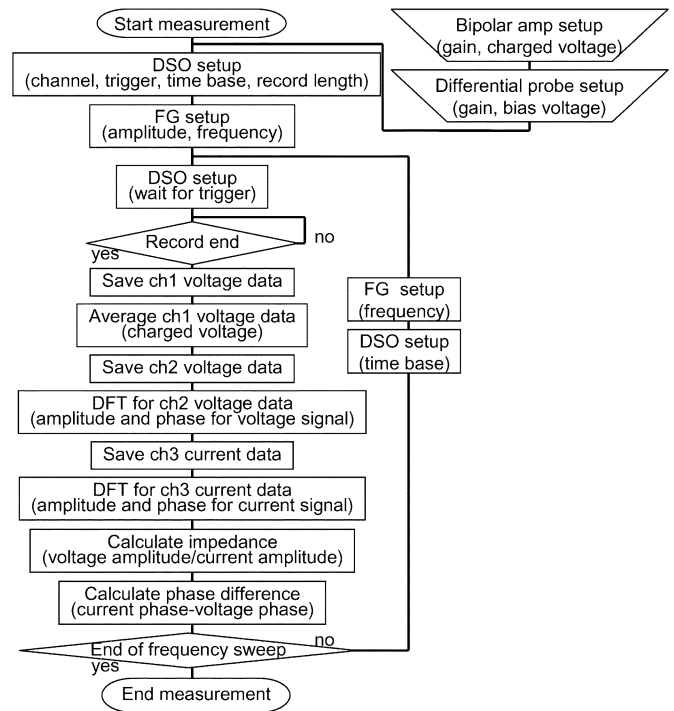 Start measurement
Bipolar amp setup
(gain, charged voltage)
DSO setup
(channel, trigger, time base, record length)
Differential probe setup
(gain, bias voltage)
FG setup
(amplitude, frequency)
DSO setup
(wait for trigger)
Record end
no
yes
Save ch1 voltage data
Average ch1 voltage data
(charged voltage)
Save ch2 voltage data
DFT for ch2 voltage data
(amplitude and phase for voltage signal)
Save ch3 current data
DFT for ch3 current data
(amplitude and phase for current signal)
Calculate impedance
(voltage amplitude/current amplitude)
Calculate phase difference
(current phase-voltage phase)
End of frequency sweep
no
yes
End measurement
FG setup
(frequency)
DSO setup
(time base)